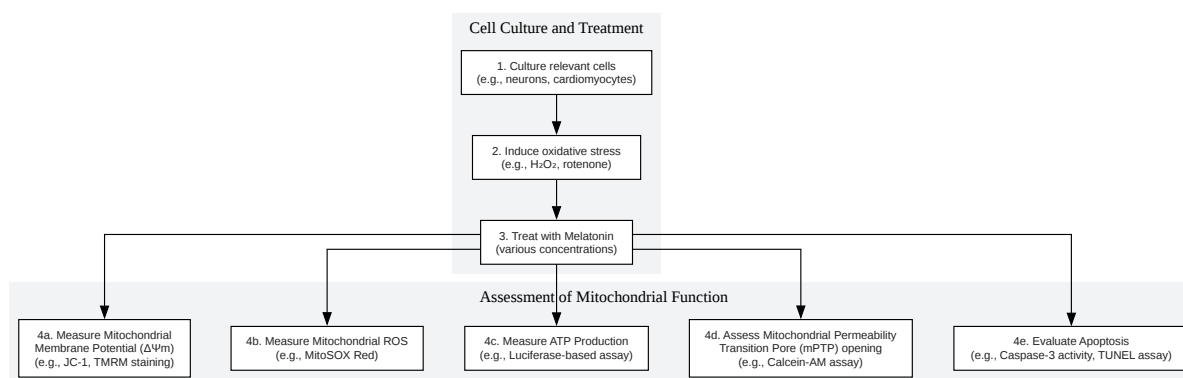 Cell Culture and Treatment
1. Culture relevant cells
(e.g., neurons, cardiomyocytes)
2. Induce oxidative stress
(e.g., H₂O₂, rotenone)
3. Treat with Melatonin
(various concentrations)
Assessment of Mitochondrial Function
4a. Measure Mitochondrial
Membrane Potential (ΔΨm)
(e.g., JC-1, TMRM staining)
4b. Measure Mitochondrial ROS
(e.g., MitoSOX Red)
4c. Measure ATP Production
(e.g., Luciferase-based assay)
4d. Assess Mitochondrial Permeability
Transition Pore (mPTP) opening
(e.g., Calcein-AM assay)
4e. Evaluate Apoptosis
(e.g., Caspase-3 activity, TUNEL assay)